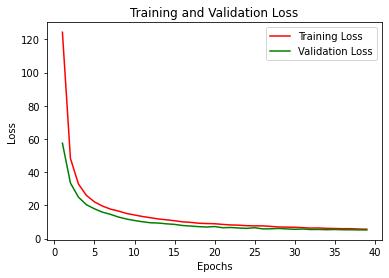 Training and Validation Loss
Training Loss
Validation Loss
Loss
120
100
80
60
40
20
0
0 5 10 15 20 25 30 35 40
Epochs